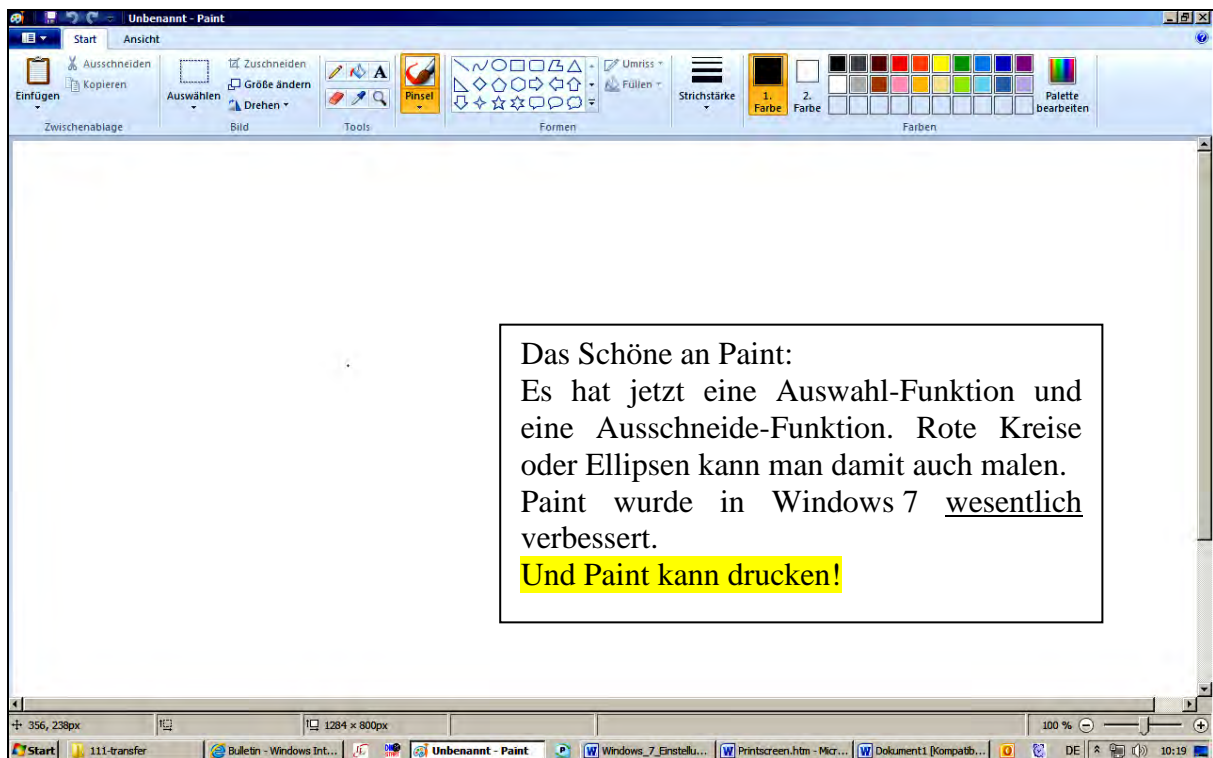 Unbenannt - Paint
Start Ansicht
Einfügen
Ausschneiden
Kopieren
Zwischenablage
Auswählen
Zuschneiden
Größe ändern
Drehen
Bild
A
Tools
Pinsel
Umriss
Füllen
Formen
Strichstärke
1. Farbe
2. Farbe
Palette bearbeiten
Farben
Das Schöne an Paint:
Es hat jetzt eine Auswahl-Funktion und
eine Ausschneide-Funktion. Rote Kreise
oder Ellipsen kann man damit auch malen.
Paint wurde in Windows 7 wesentlich
verbessert.
Und Paint kann drucken!
356, 238px 1284 × 800px 100 %
Start 111-transfer Bulletin - Windows Int... Unbenannt - Paint P Windows_7_Einstellu... Printscreen.htm - Micr... Dokument1 [Kompatib... DE 10:19